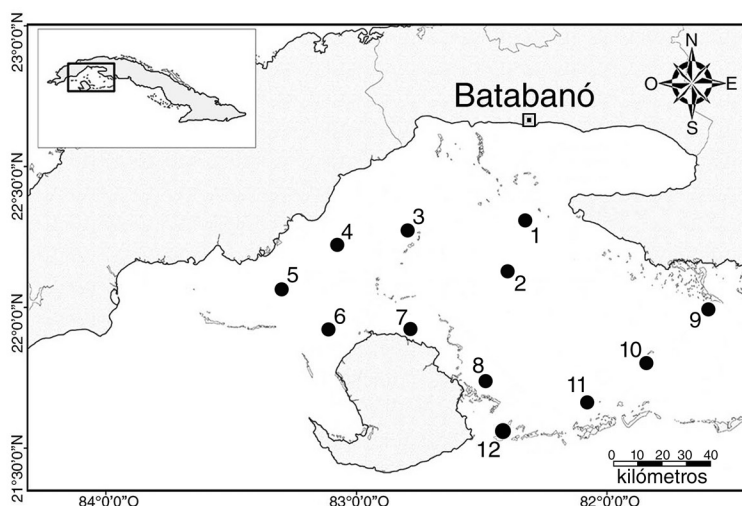 23°0'0"N
N
O E
S
Batabanó
22°30'0"N
3
4
1
5
2
22°0'0"N
6
7
9
10
8
11
12
21°30'0"N
0 10 20 30 40
kilómetros
84°0'0"O
83°0'0"O
82°0'0"O